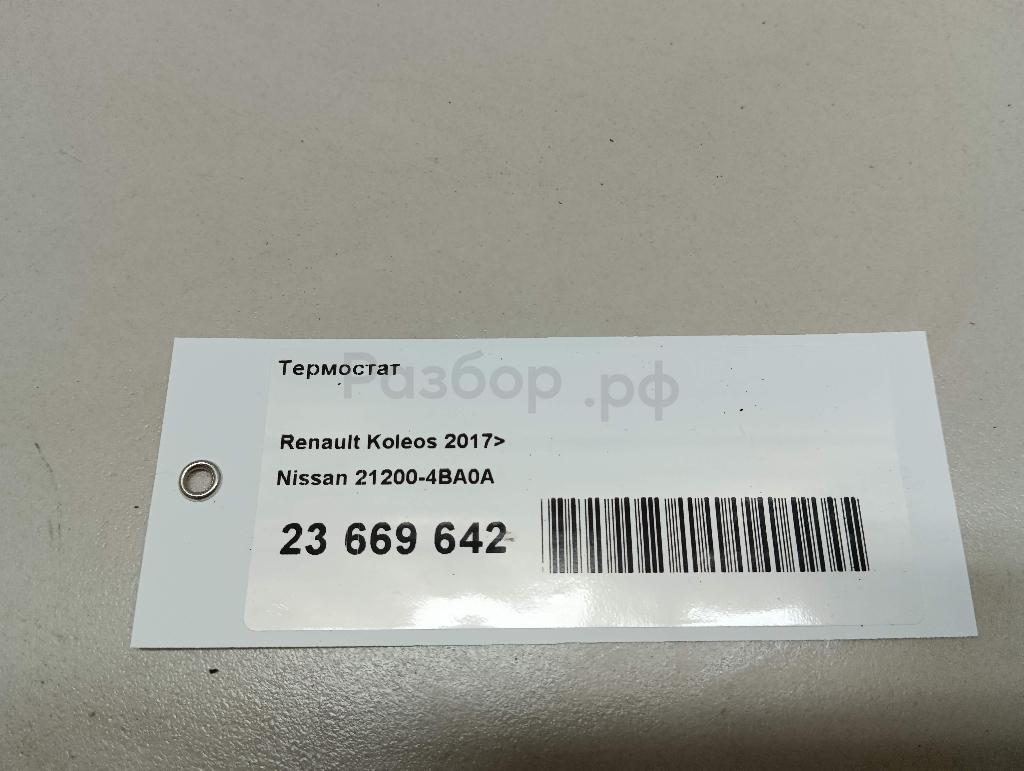 Термостат
Разбор.рф
Renault Koleos 2017>
Nissan 21200-4BA0A
23 669 642